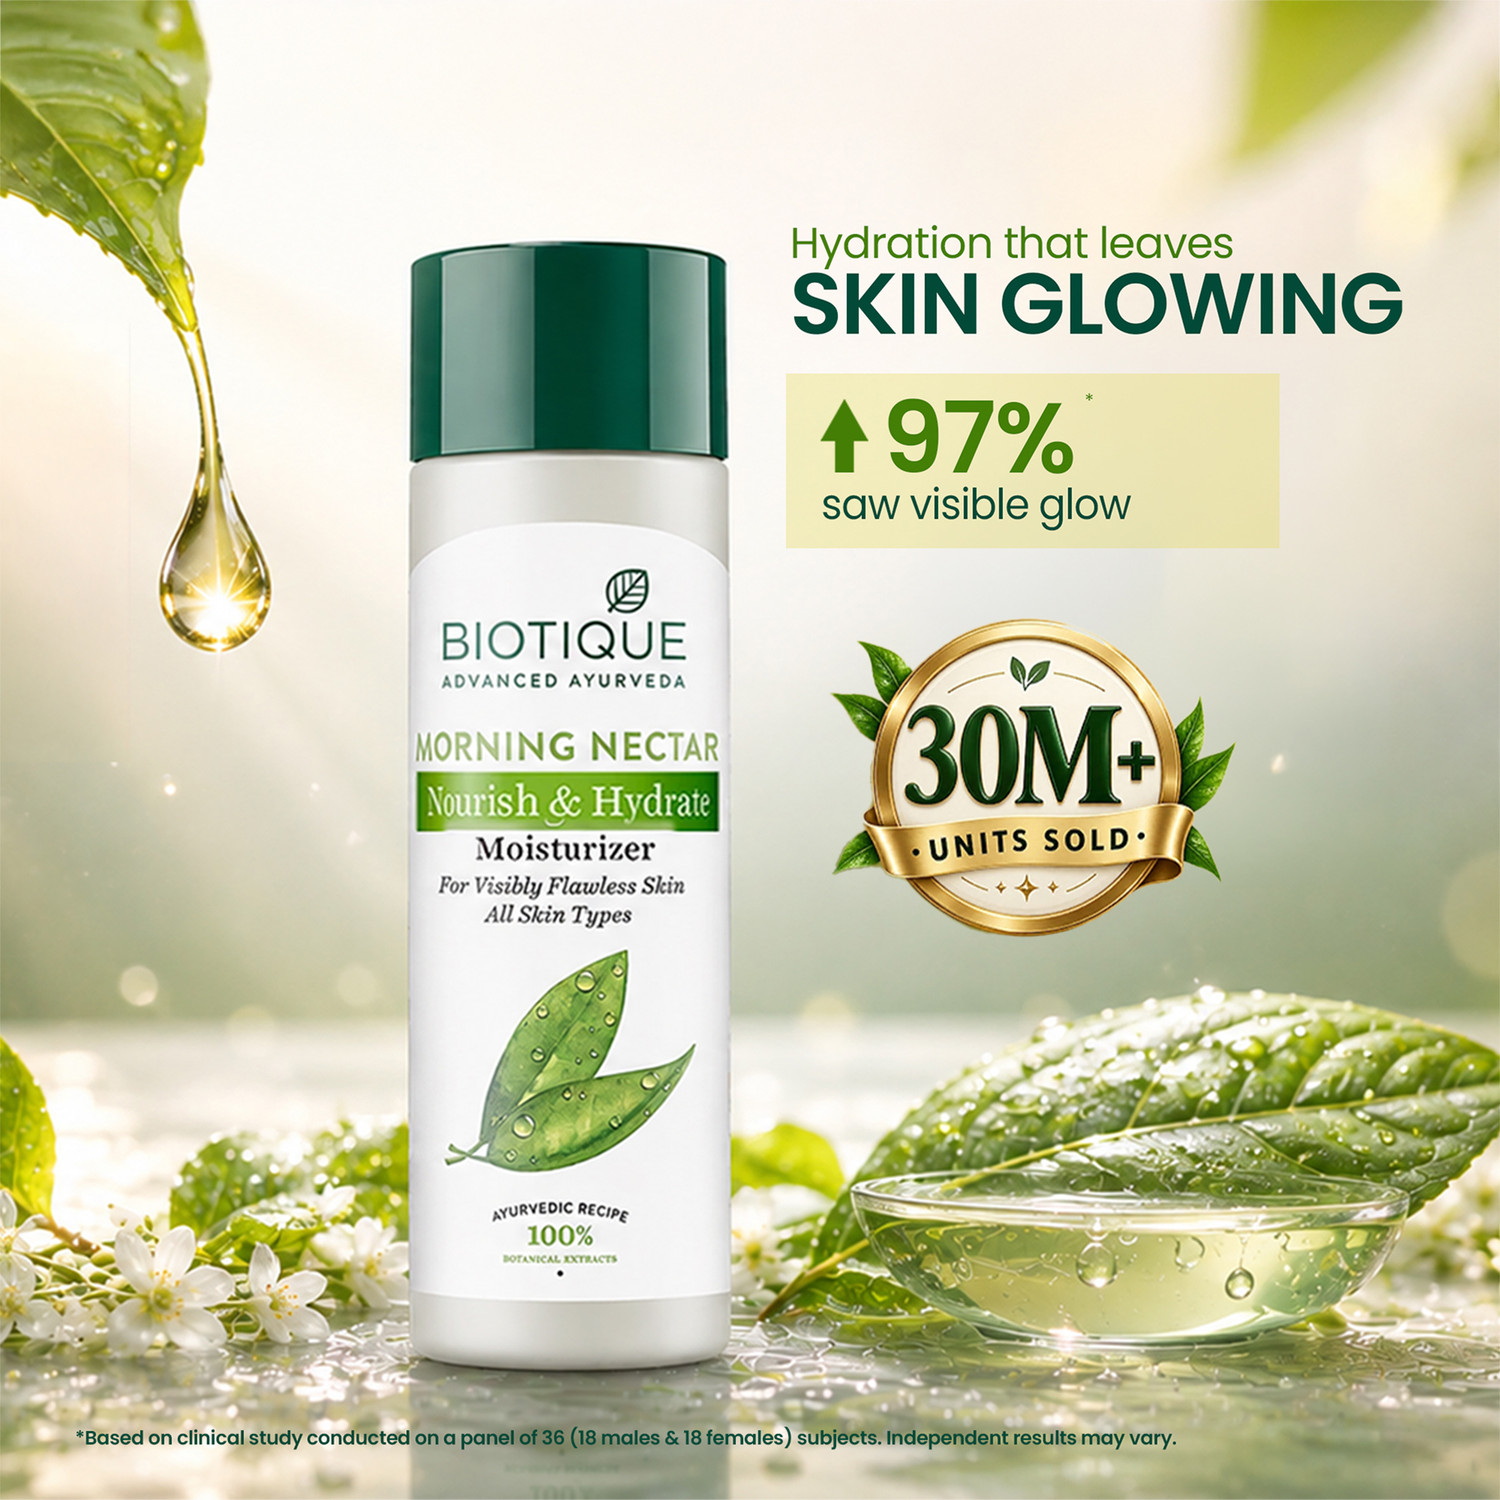 Hydration that leaves
SKIN GLOWING
97%*
saw visible glow
BIOTIQUE
ADVANCED AYURVEDA
MORNING NECTAR
Nourish & Hydrate
Moisturizer
For Visibly Flawless Skin
All Skin Types
AYURVEDIC RECIPE
100%
BOTANICAL EXTRACTS
30M+
· UNITS SOLD ·
*Based on clinical study conducted on a panel of 36 (18 males & 18 females) subjects. Independent results may vary.